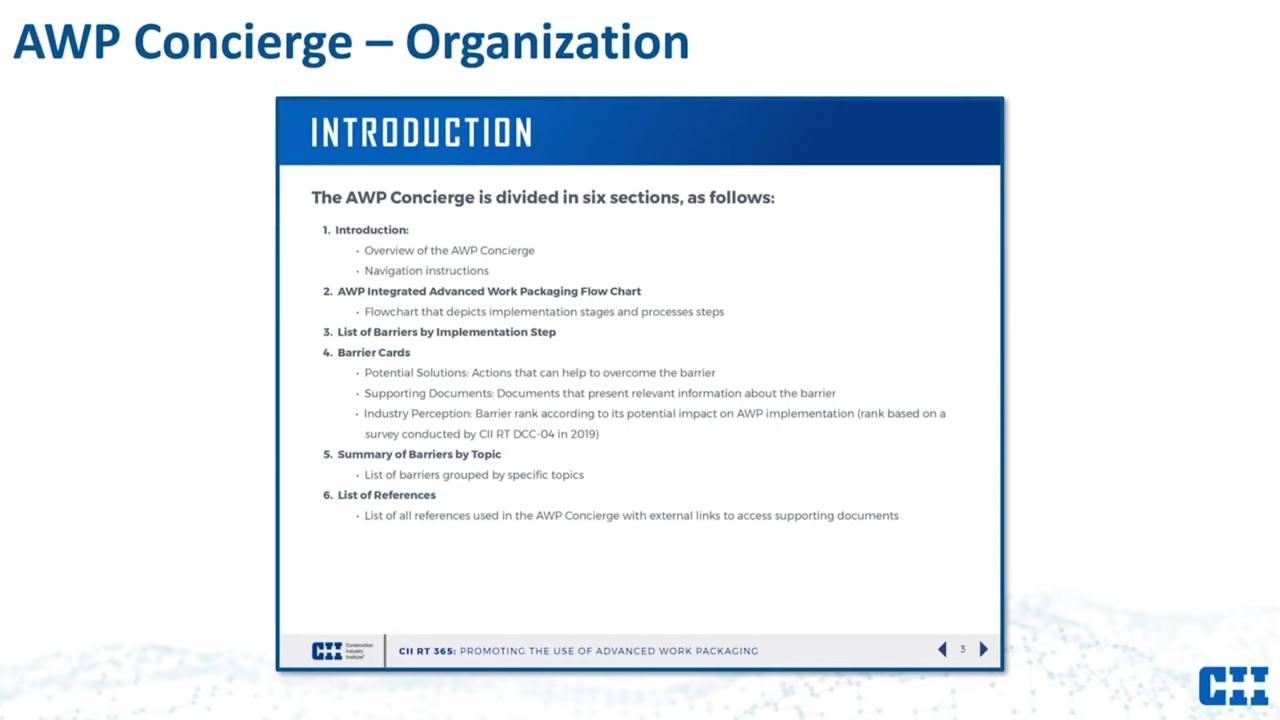 AWP Concierge – Organization
INTRODUCTION
The AWP Concierge is divided in six sections, as follows:
1. Introduction:
• Overview of the AWP Concierge
• Navigation instructions
2. AWP Integrated Advanced Work Packaging Flow Chart
• Flowchart that depicts implementation stages and processes steps
3. List of Barriers by Implementation Step
4. Barrier Cards
• Potential Solutions: Actions that can help to overcome the barrier
• Supporting Documents: Documents that present relevant information about the barrier
• Industry Perception: Barrier rank according to its potential impact on AWP implementation (rank based on a
survey conducted by CII RT DCC-04 in 2019)
5. Summary of Barriers by Topic
• List of barriers grouped by specific topics
6. List of References
• List of all references used in the AWP Concierge with external links to access supporting documents
CII
Construction
Industry
Institute®
CII RT 365: PROMOTING THE USE OF ADVANCED WORK PACKAGING
3
CII